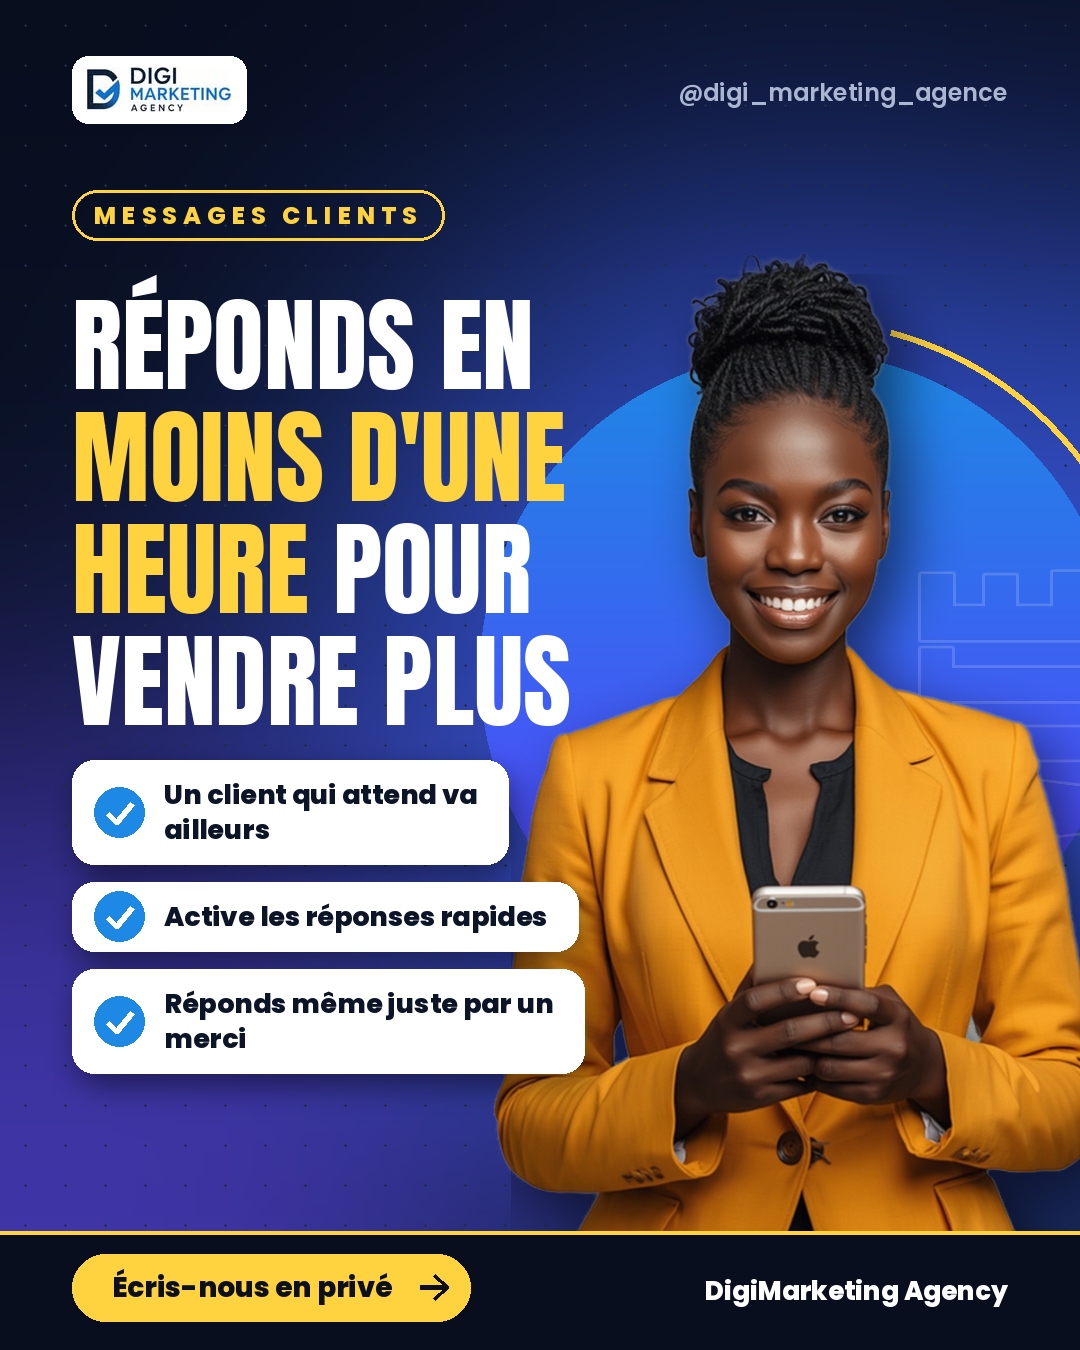 DIGI
MARKETING
AGENCY
@digi_marketing_agence
MESSAGES CLIENTS
RÉPONDS EN
MOINS D'UNE
HEURE POUR
VENDRE PLUS
Un client qui attend va
ailleurs
Active les réponses rapides
Réponds même juste par un
merci
Écris-nous en privé
DigiMarketing Agency